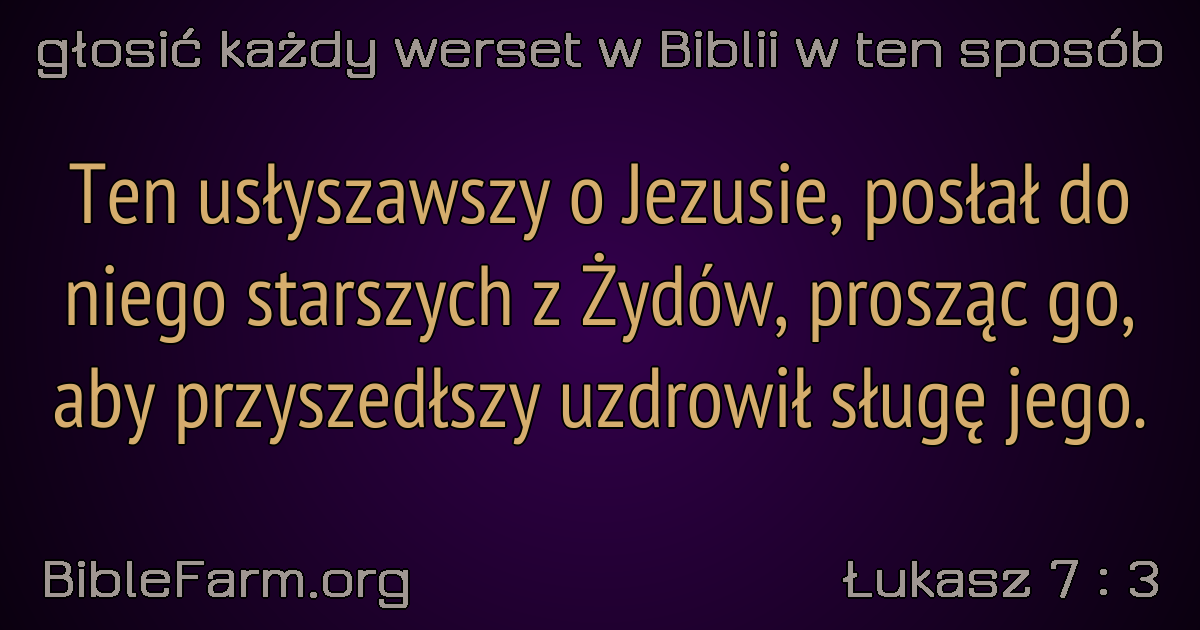 głosić każdy werset w Biblii w ten sposób
Ten usłyszawszy o Jezusie, posłał do
niego starszych z Żydów, prosząc go,
aby przyszedłszy uzdrowił sługę jego.
BibleFarm.org
Łukasz 7 : 3